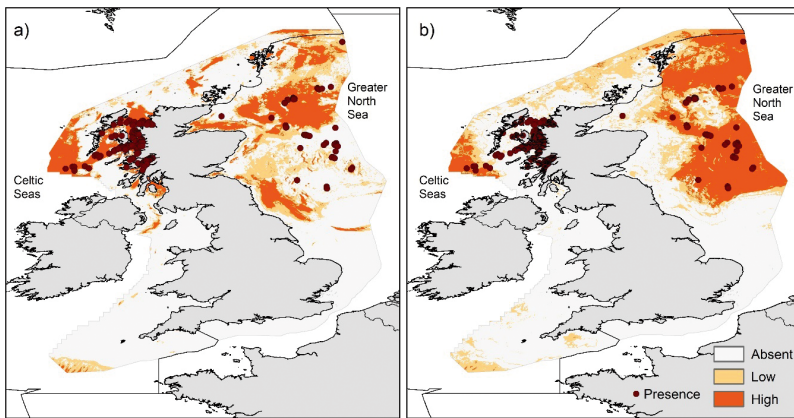 a)
Greater
North
Sea
Celtic
Seas
b)
Greater
North
Sea
Celtic
Seas
Presence
Absent
Low
High